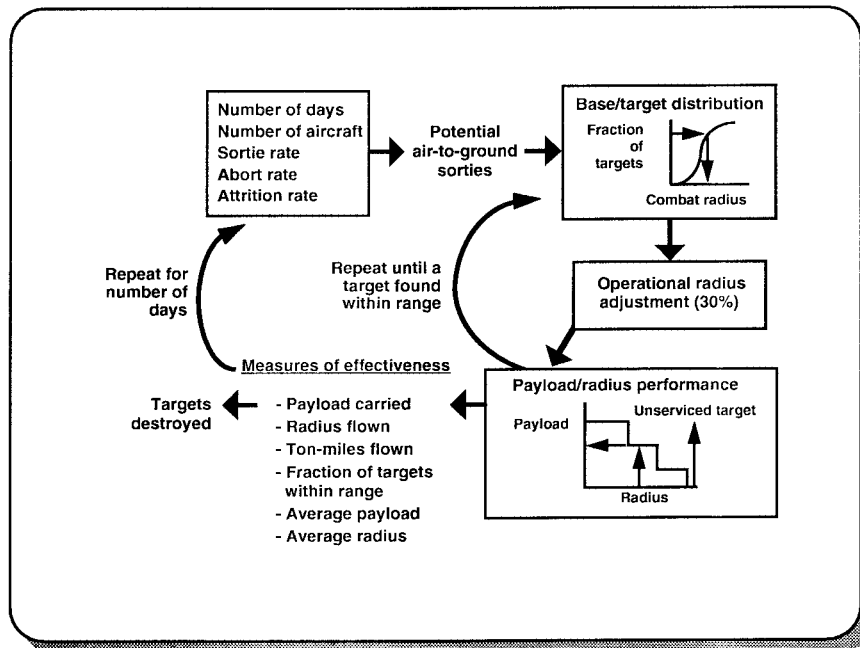 Number of days
Number of aircraft
Sortie rate
Abort rate
Attrition rate
Potential
air-to-ground
sorties
Base/target distribution
Fraction
of
targets
Combat radius
Repeat for
number of
days
Repeat until a
target found
within range
Operational radius
adjustment (30%)
Measures of effectiveness
Payload/radius performance
Payload
Unserviced target
Radius
Targets
destroyed
- Payload carried
- Radius flown
- Ton-miles flown
- Fraction of targets
within range
- Average payload
- Average radius